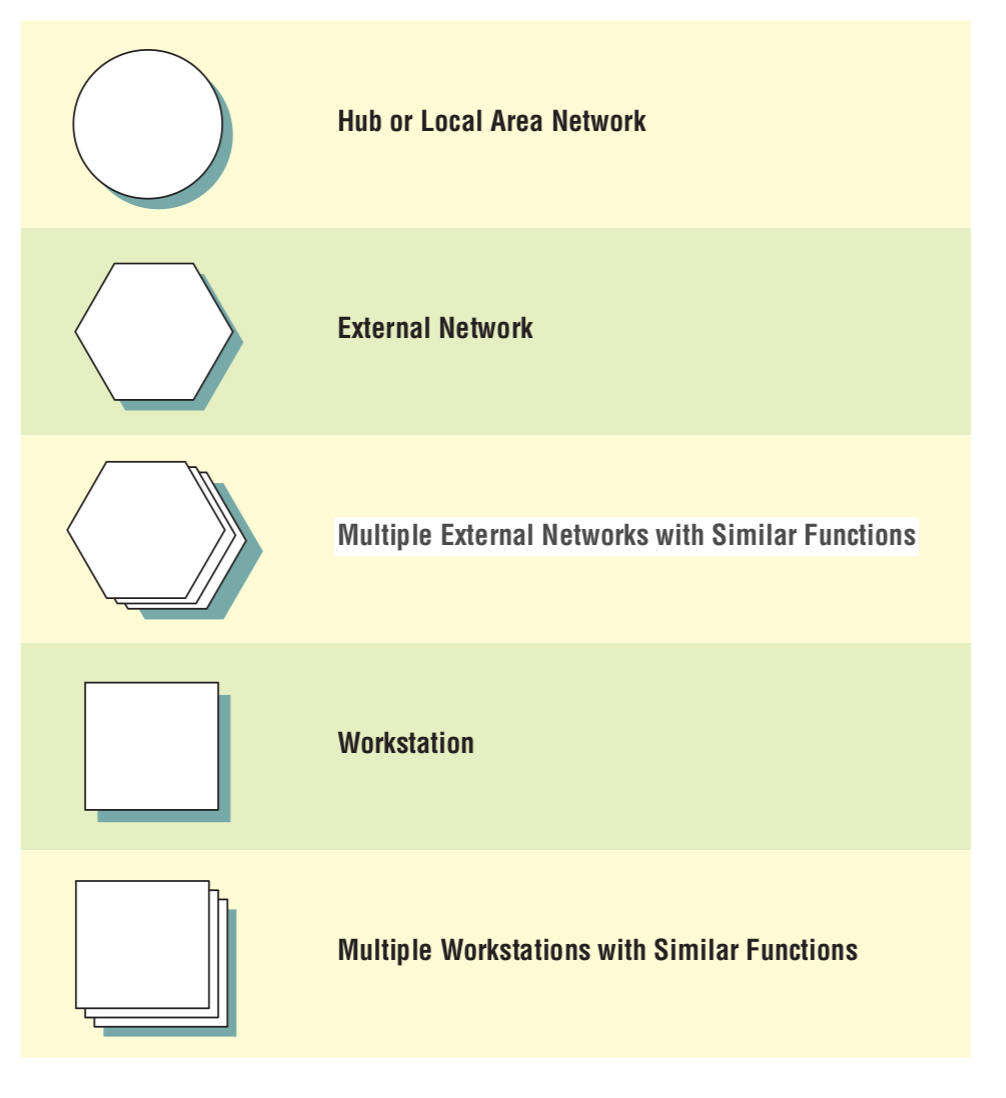 Hub or Local Area Network
External Network
Multiple External Networks with Similar Functions
Workstation
Multiple Workstations with Similar Functions